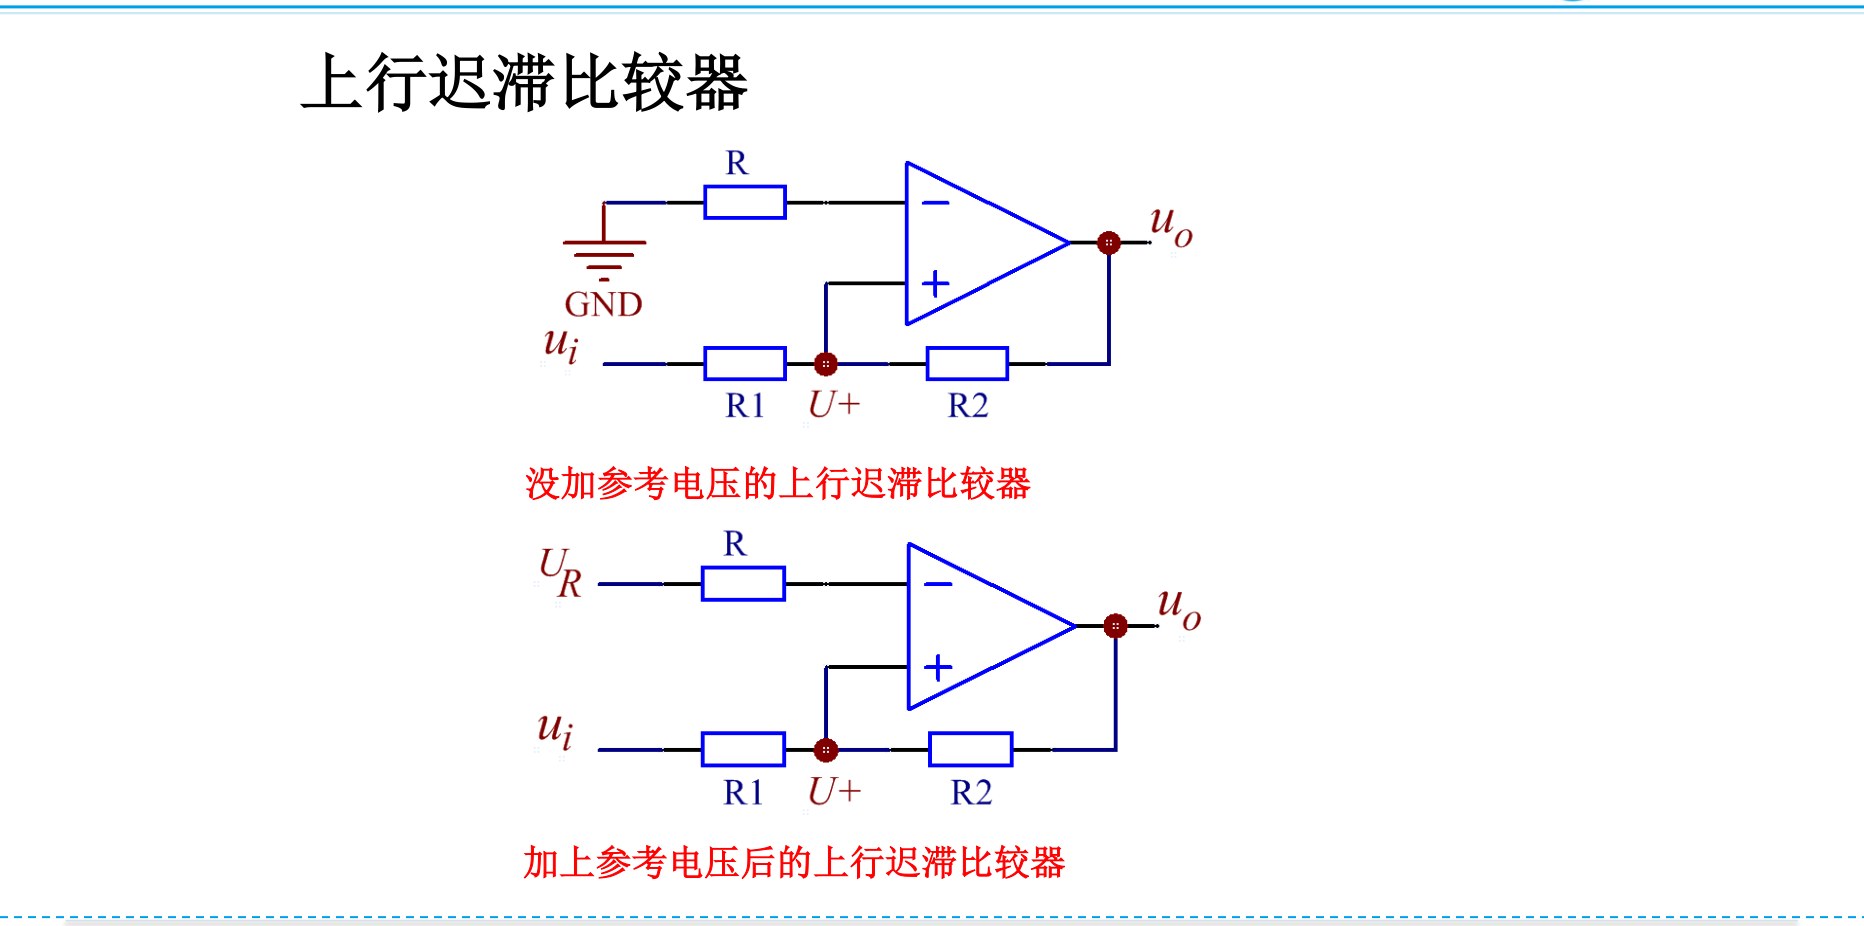 上行迟滞比较器
R
−
uo
+
GND
ui
R1 U+ R2
没加参考电压的上行迟滞比较器
R
UR
−
uo
+
ui
R1 U+ R2
加上参考电压后的上行迟滞比较器